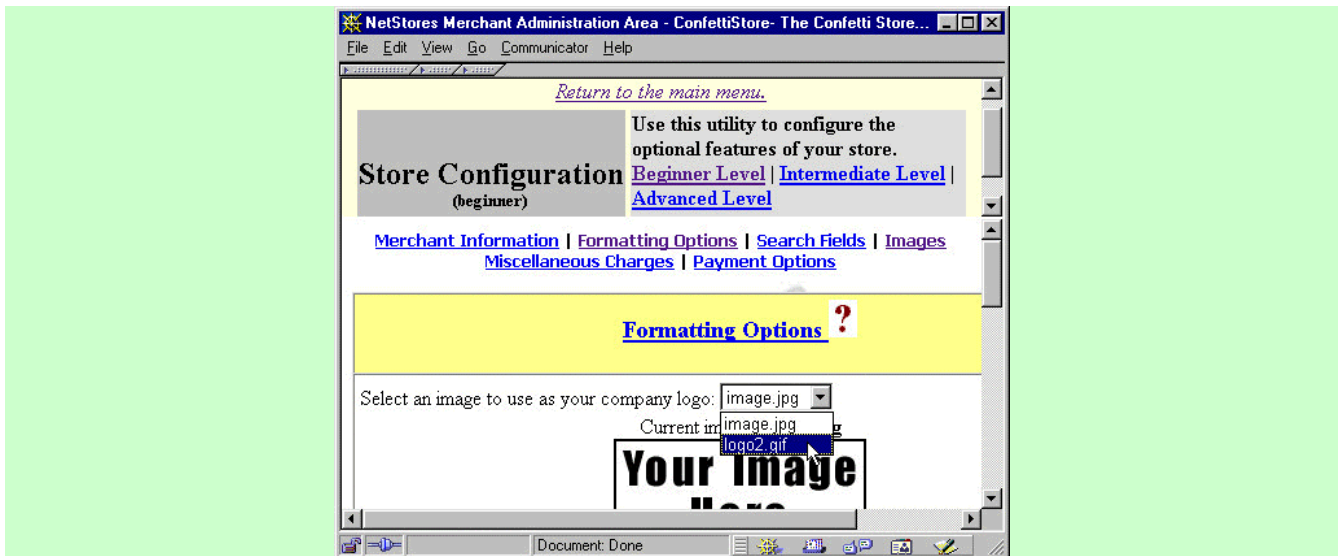 NetStores Merchant Administration Area - ConfettiStore- The Confetti Store...
File Edit View Go Communicator Help
Return to the main menu.
Store Configuration
(beginner)
Use this utility to configure the
optional features of your store.
Beginner Level | Intermediate Level |
Advanced Level
Merchant Information | Formatting Options | Search Fields | Images
Miscellaneous Charges | Payment Options
Formatting Options ?
Select an image to use as your company logo: image.jpg
Current
image.jpg
logo2.gif
Your Image
Here
Document: Done